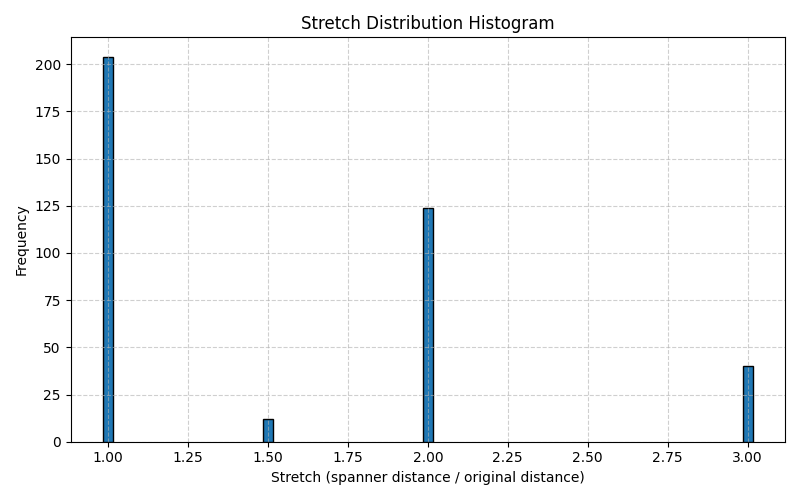 Stretch Distribution Histogram
Frequency
200
175
150
125
100
75
50
25
0
1.00 1.25 1.50 1.75 2.00 2.25 2.50 2.75 3.00
Stretch (spanner distance / original distance)